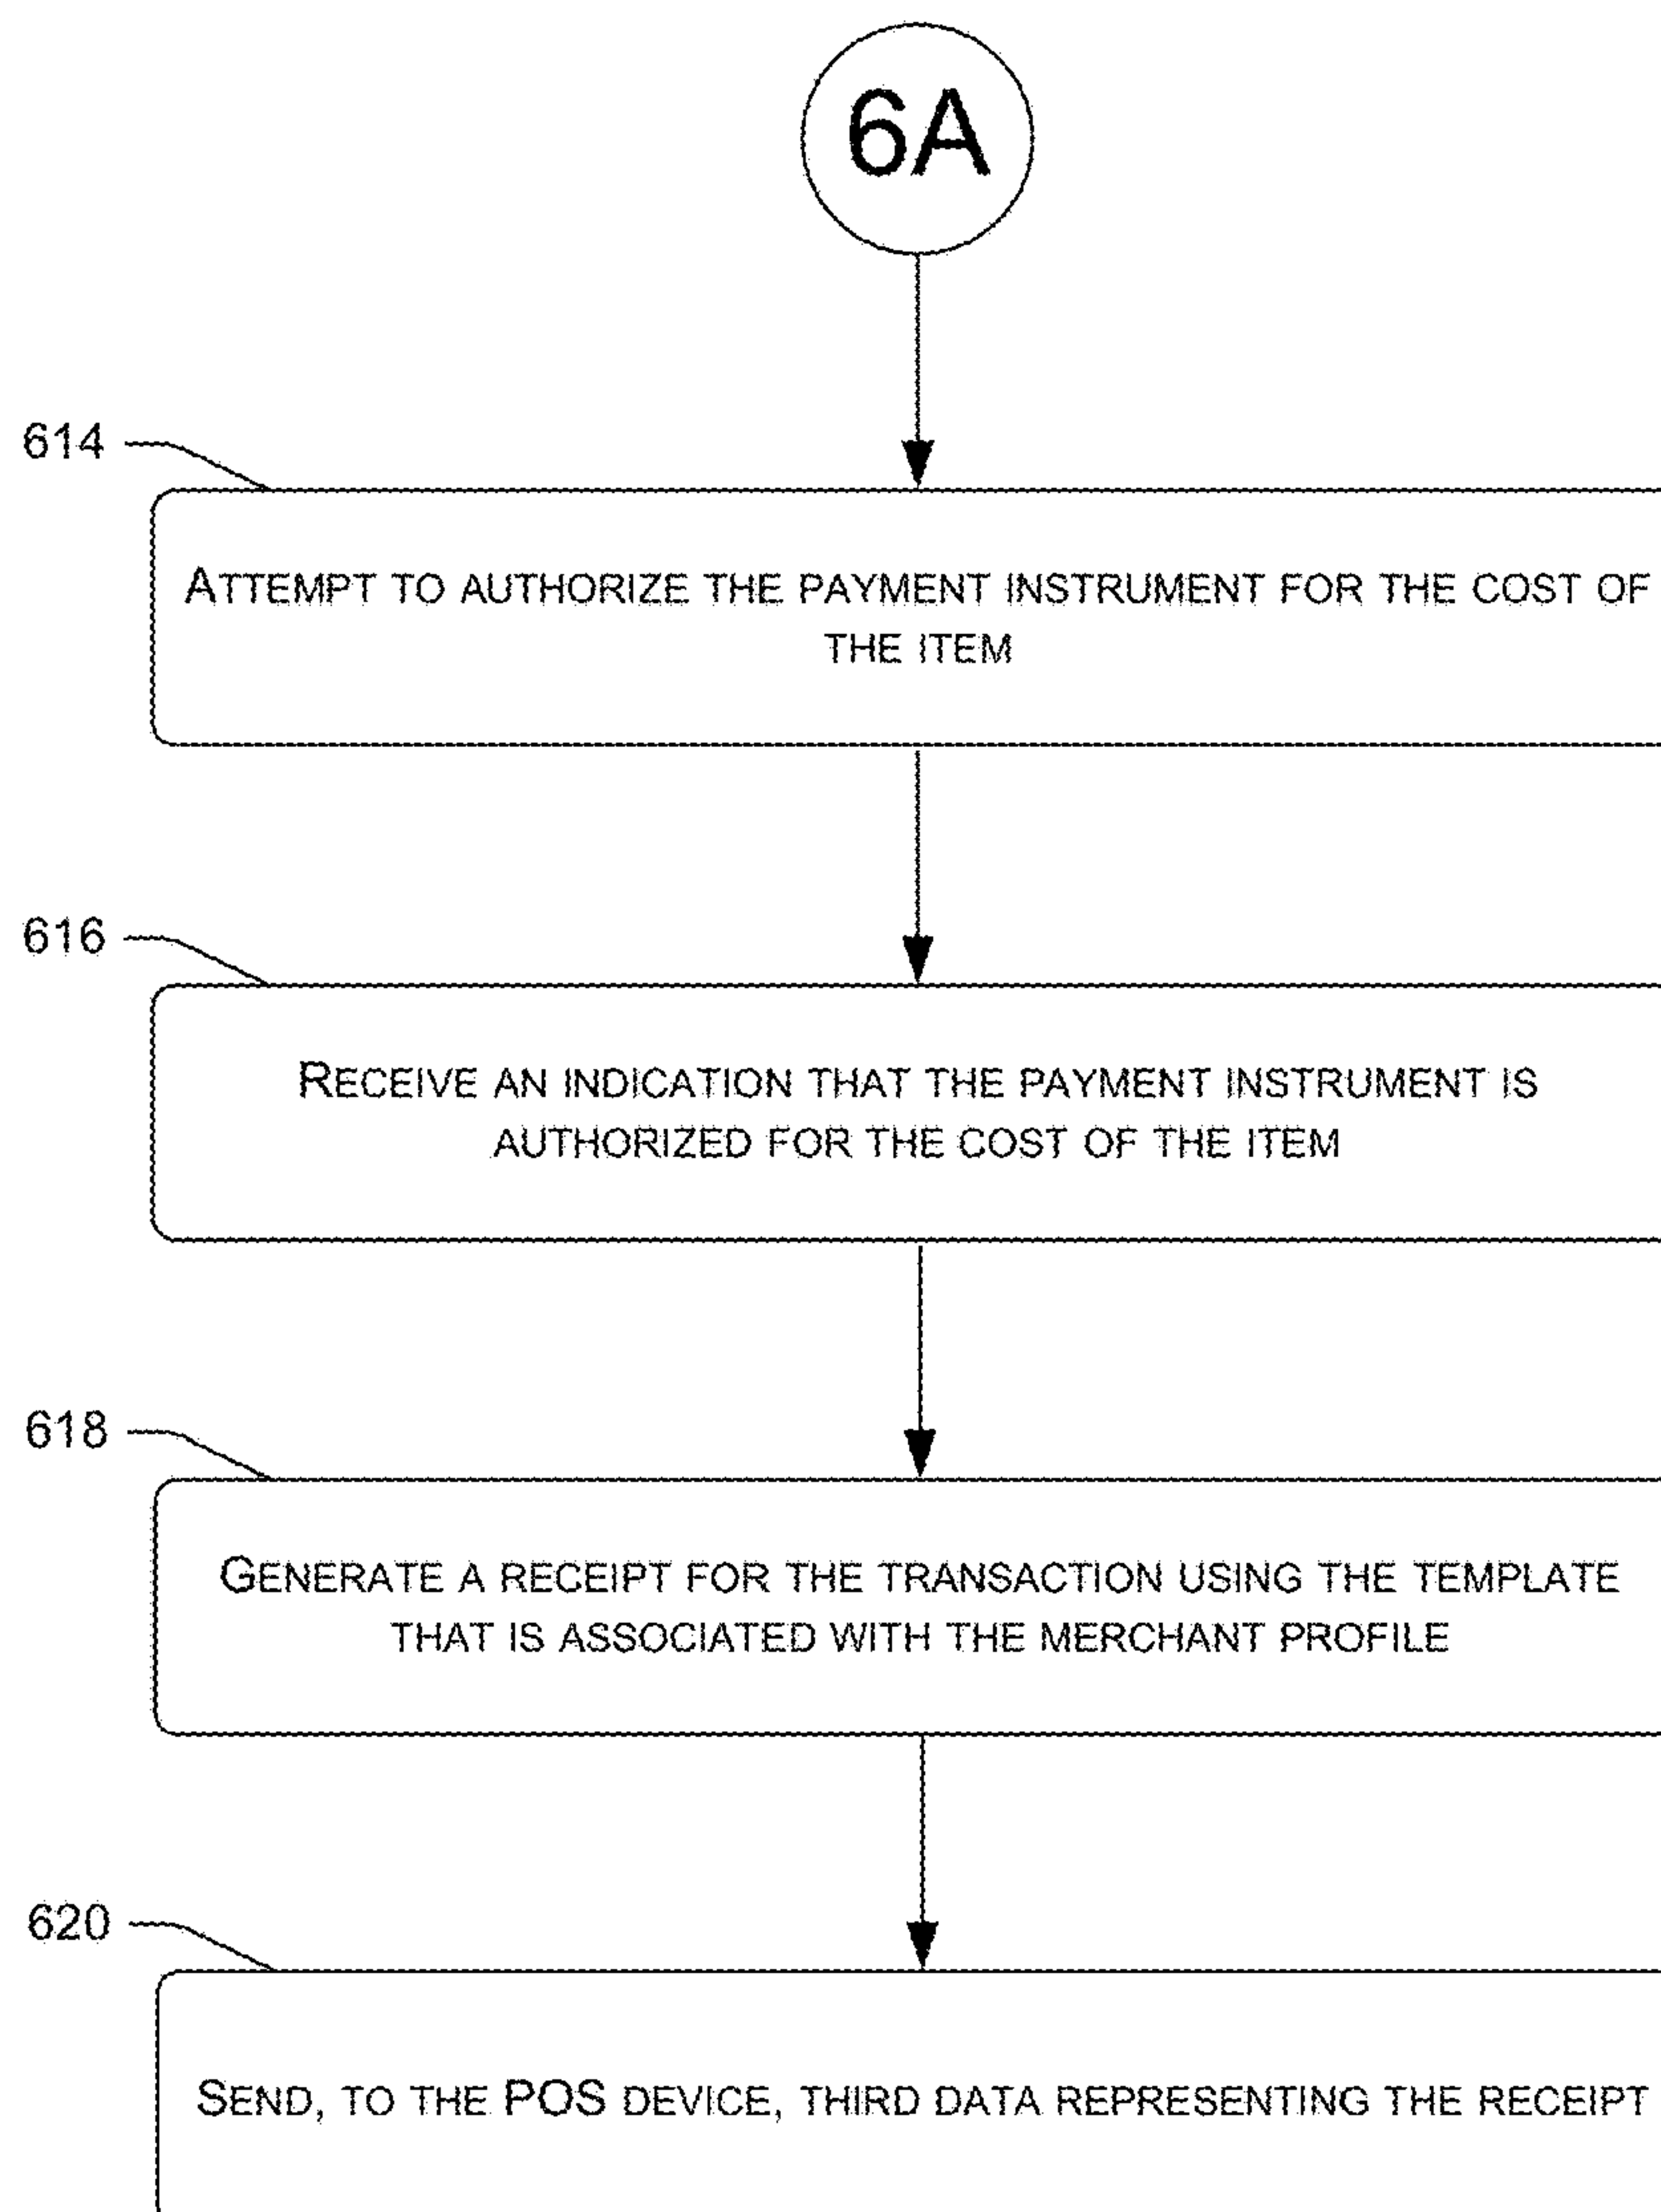 6A
614
ATTEMPT TO AUTHORIZE THE PAYMENT INSTRUMENT FOR THE COST OF
THE ITEM
616
RECEIVE AN INDICATION THAT THE PAYMENT INSTRUMENT IS
AUTHORIZED FOR THE COST OF THE ITEM
618
GENERATE A RECEIPT FOR THE TRANSACTION USING THE TEMPLATE
THAT IS ASSOCIATED WITH THE MERCHANT PROFILE
620
SEND, TO THE POS DEVICE, THIRD DATA REPRESENTING THE RECEIPT